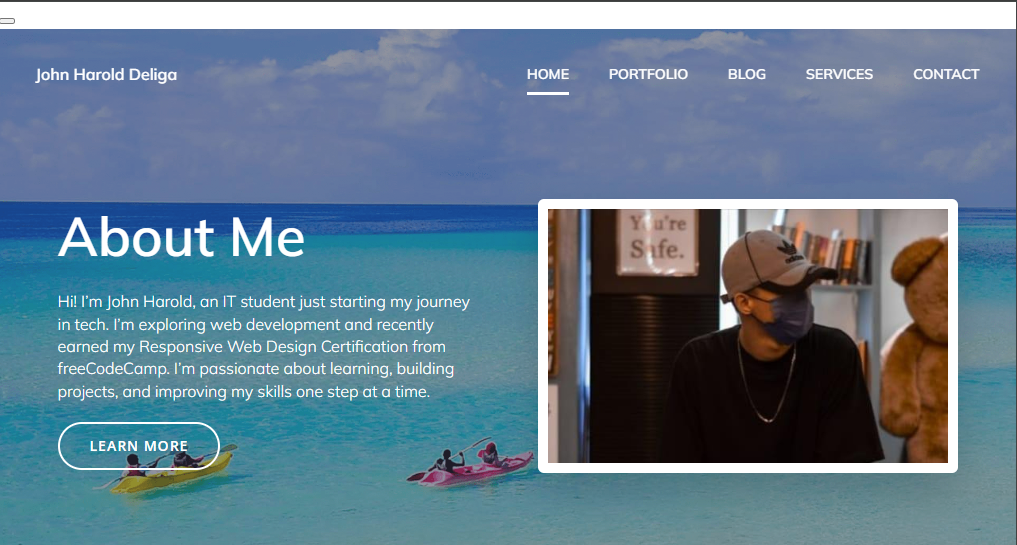 John Harold Deliga
HOME PORTFOLIO BLOG SERVICES CONTACT
About Me
Hi! I'm John Harold, an IT student just starting my journey
in tech. I'm exploring web development and recently
earned my Responsive Web Design Certification from
freeCodeCamp. I'm passionate about learning, building
projects, and improving my skills one step at a time.
LEARN MORE
You're
Safe.
adidas